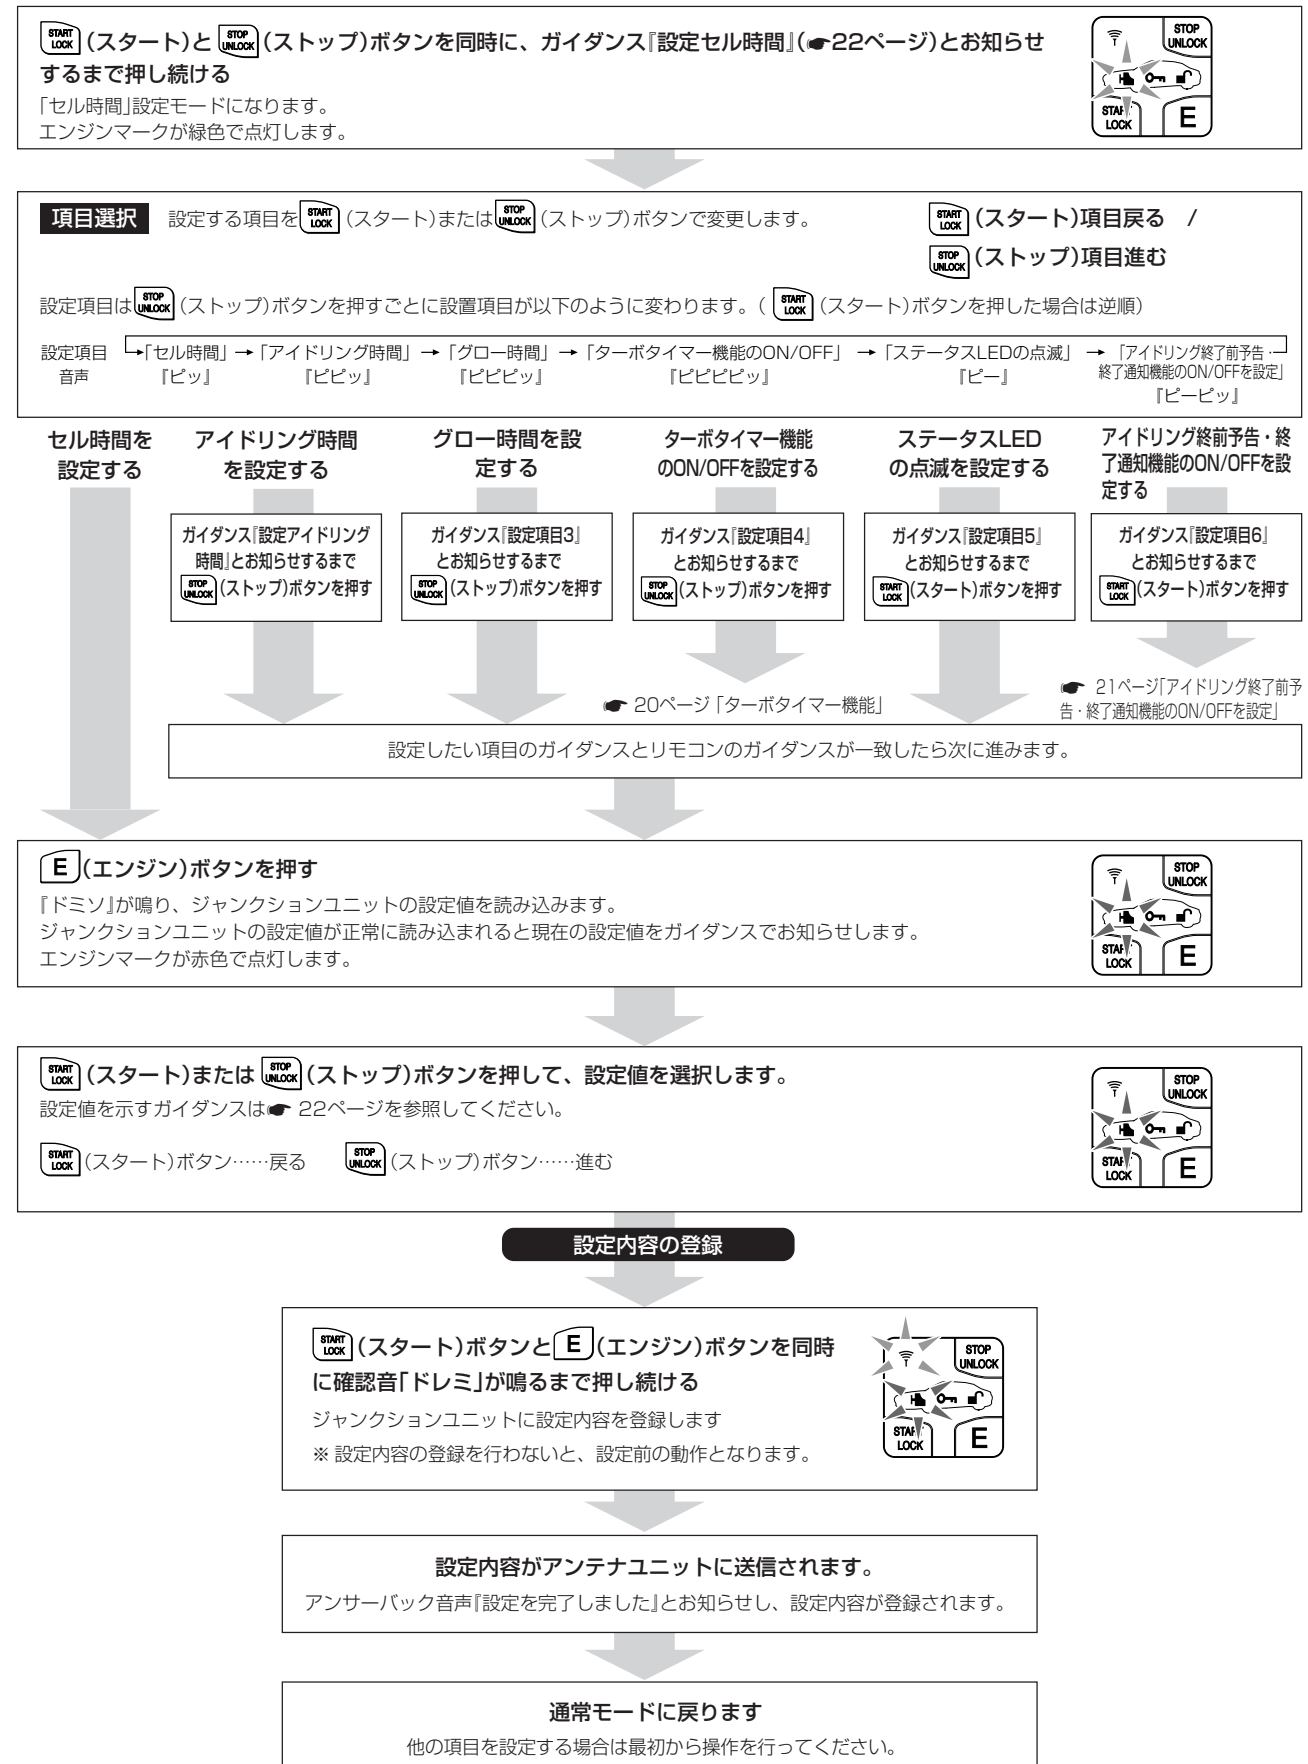 START LOCK (スタート)と STOP UNLOCK (ストップ)ボタンを同時に、ガイダンス『設定セル時間』(☛22ページ)とお知らせ
するまで押し続ける
「セル時間」設定モードになります。
エンジンマークが緑色で点灯します。
STOP
UNLOCK
START
LOCK
E
項目選択 設定する項目を START LOCK (スタート)または STOP UNLOCK (ストップ)ボタンで変更します。
START LOCK (スタート)項目戻る /
STOP UNLOCK (ストップ)項目進む
設定項目は STOP UNLOCK (ストップ)ボタンを押すごとに設置項目が以下のように変わります。( START LOCK (スタート)ボタンを押した場合は逆順)
設定項目 →「セル時間」→「アイドリング時間」→「グロー時間」→「ターボタイマー機能のON/OFF」→「ステータスLEDの点滅」→「アイドリング終了前予告・
終了通知機能のON/OFFを設定」
音声 『ピッ』 『ピピッ』 『ピピピッ』 『ピピピピッ』 『ピー』 『ピーピッ』
セル時間を
設定する
アイドリング時間
を設定する
グロー時間を設
定する
ターボタイマー機能
のON/OFFを設定する
ステータスLED
の点滅を設定する
アイドリング終前予告・終
了通知機能のON/OFFを設
定する
ガイダンス『設定アイドリング
時間』とお知らせするまで
STOP UNLOCK (ストップ)ボタンを押す
ガイダンス『設定項目3』
とお知らせするまで
STOP UNLOCK (ストップ)ボタンを押す
ガイダンス『設定項目4』
とお知らせするまで
STOP UNLOCK (ストップ)ボタンを押す
ガイダンス『設定項目5』
とお知らせするまで
START LOCK (スタート)ボタンを押す
ガイダンス『設定項目6』
とお知らせするまで
START LOCK (スタート)ボタンを押す
☛ 20ページ「ターボタイマー機能」
☛ 21ページ「アイドリング終了前予
告・終了通知機能のON/OFFを設定」
設定したい項目のガイダンスとリモコンのガイダンスが一致したら次に進みます。
E (エンジン)ボタンを押す
『ドミソ』が鳴り、ジャンクションユニットの設定値を読み込みます。
ジャンクションユニットの設定値が正常に読み込まれると現在の設定値をガイダンスでお知らせします。
エンジンマークが赤色で点灯します。
STOP
UNLOCK
START
LOCK
E
START LOCK (スタート)または STOP UNLOCK (ストップ)ボタンを押して、設定値を選択します。
設定値を示すガイダンスは☛ 22ページを参照してください。
START LOCK (スタート)ボタン……戻る STOP UNLOCK (ストップ)ボタン……進む
STOP
UNLOCK
START
LOCK
E
設定内容の登録
START LOCK (スタート)ボタンと E (エンジン)ボタンを同時
に確認音「ドレミ」が鳴るまで押し続ける
ジャンクションユニットに設定内容を登録します
※ 設定内容の登録を行わないと、設定前の動作となります。
STOP
UNLOCK
START
LOCK
E
設定内容がアンテナユニットに送信されます。
アンサーバック音声『設定を完了しました』とお知らせし、設定内容が登録されます。
通常モードに戻ります
他の項目を設定する場合は最初から操作を行ってください。